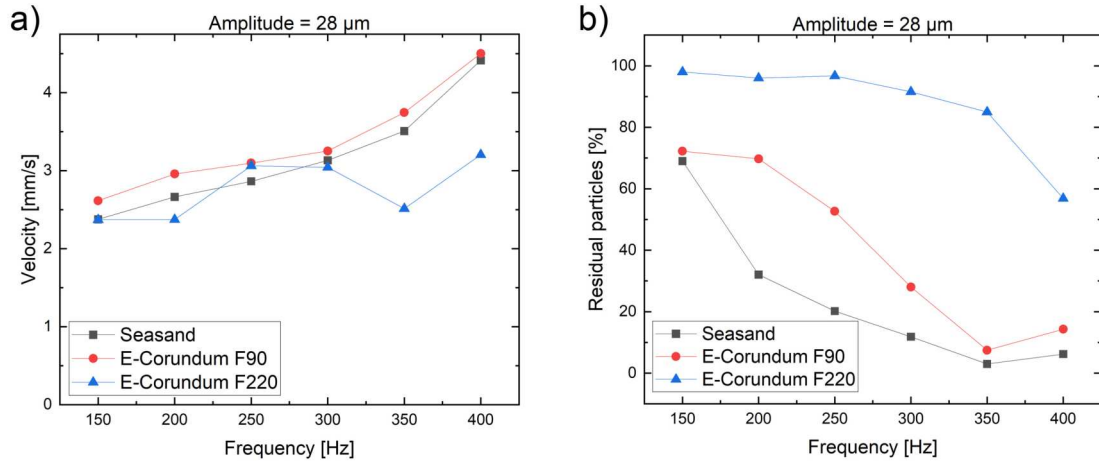 a)
Amplitude = 28 µm
Velocity [mm/s]
4
3
2
1
0
Seasand
E-Corundum F90
E-Corundum F220
150 200 250 300 350 400
Frequency [Hz]
b)
Amplitude = 28 µm
Residual particles [%]
100
80
60
40
20
0
Seasand
E-Corundum F90
E-Corundum F220
150 200 250 300 350 400
Frequency [Hz]